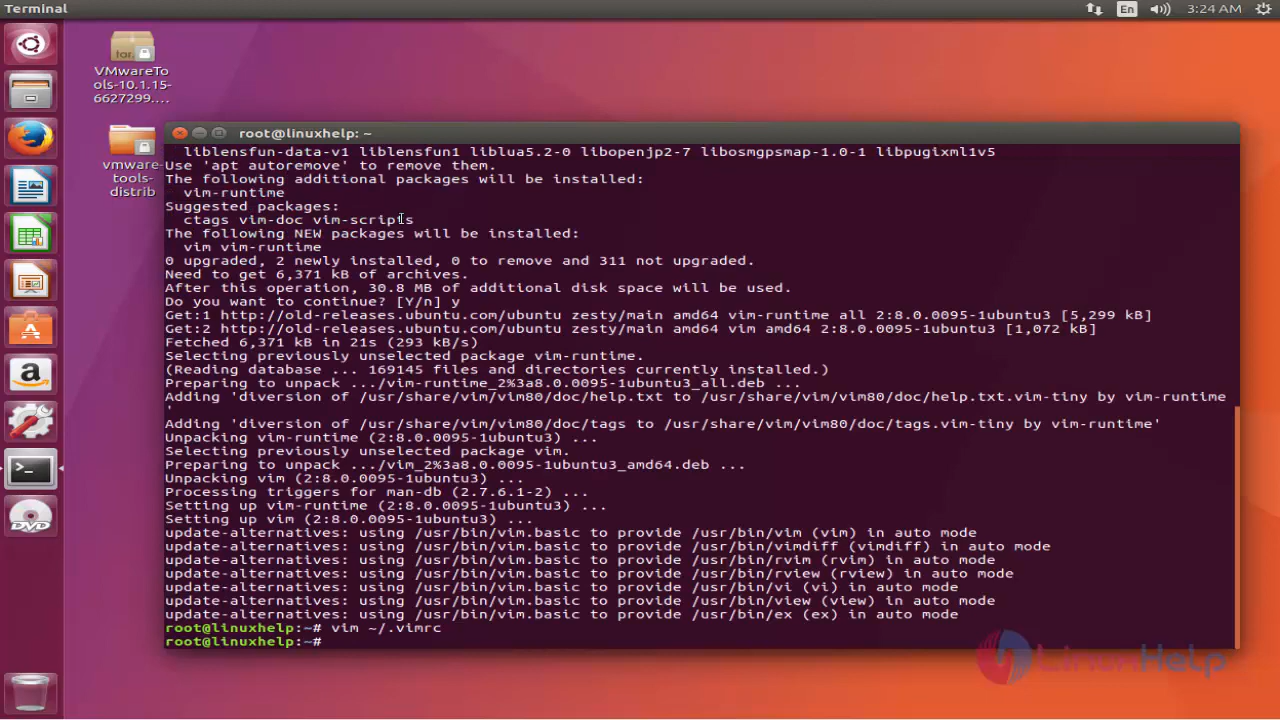 Terminal
En
3:24 AM
tar.
VMwareTo
ols-10.1.15-
6627299....
vmware-
tools-
distrib
root@linuxhelp: ~
liblensfun-data-v1 liblensfun1 liblua5.2-0 libopenjp2-7 libosmgpsmap-1.0-1 libpugixml1v5
Use 'apt autoremove' to remove them.
The following additional packages will be installed:
vim-runtime
Suggested packages:
ctags vim-doc vim-scripts
The following NEW packages will be installed:
vim vim-runtime
0 upgraded, 2 newly installed, 0 to remove and 311 not upgraded.
Need to get 6,371 kB of archives.
After this operation, 30.8 MB of additional disk space will be used.
Do you want to continue? [Y/n] y
Get:1 http://old-releases.ubuntu.com/ubuntu zesty/main amd64 vim-runtime all 2:8.0.0095-1ubuntu3 [5,299 kB]
Get:2 http://old-releases.ubuntu.com/ubuntu zesty/main amd64 vim amd64 2:8.0.0095-1ubuntu3 [1,072 kB]
Fetched 6,371 kB in 21s (293 kB/s)
Selecting previously unselected package vim-runtime.
(Reading database ... 169145 files and directories currently installed.)
Preparing to unpack .../vim-runtime_2%3a8.0.0095-1ubuntu3_all.deb ...
Adding 'diversion of /usr/share/vim/vim80/doc/help.txt to /usr/share/vim/vim80/doc/help.txt.vim-tiny by vim-runtime
'
Adding 'diversion of /usr/share/vim/vim80/doc/tags to /usr/share/vim/vim80/doc/tags.vim-tiny by vim-runtime'
Unpacking vim-runtime (2:8.0.0095-1ubuntu3) ...
Selecting previously unselected package vim.
Preparing to unpack .../vim_2%3a8.0.0095-1ubuntu3_amd64.deb ...
Unpacking vim (2:8.0.0095-1ubuntu3) ...
Processing triggers for man-db (2.7.6.1-2) ...
Setting up vim-runtime (2:8.0.0095-1ubuntu3) ...
Setting up vim (2:8.0.0095-1ubuntu3) ...
update-alternatives: using /usr/bin/vim.basic to provide /usr/bin/vim (vim) in auto mode
update-alternatives: using /usr/bin/vim.basic to provide /usr/bin/vimdiff (vimdiff) in auto mode
update-alternatives: using /usr/bin/vim.basic to provide /usr/bin/rvim (rvim) in auto mode
update-alternatives: using /usr/bin/vim.basic to provide /usr/bin/rview (rview) in auto mode
update-alternatives: using /usr/bin/vim.basic to provide /usr/bin/vi (vi) in auto mode
update-alternatives: using /usr/bin/vim.basic to provide /usr/bin/view (view) in auto mode
update-alternatives: using /usr/bin/vim.basic to provide /usr/bin/ex (ex) in auto mode
root@linuxhelp:~# vim ~/.vimrc
root@linuxhelp:~#
LinuxHelp
DVD